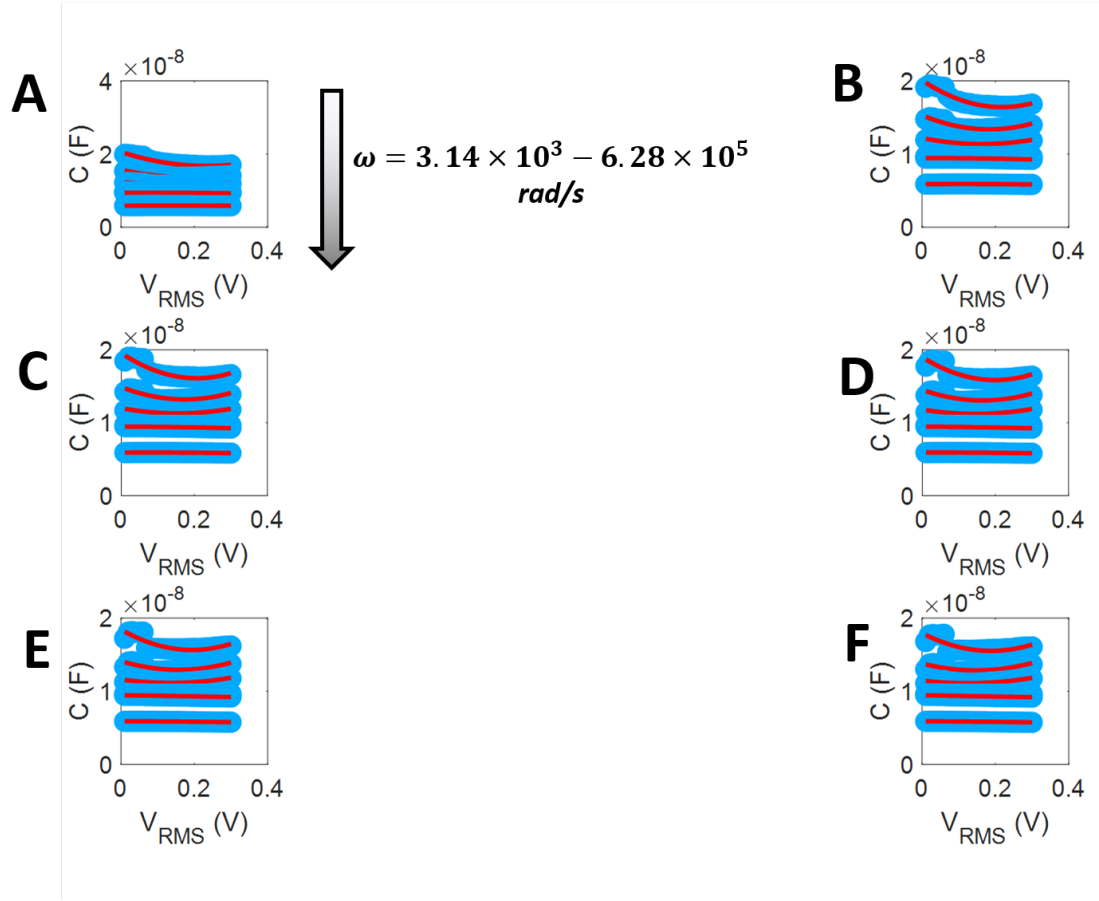 A
×10⁻⁸
4
2
0
C (F)
0
0.2
0.4
V_RMS (V)
ω = 3.14 × 10³ − 6.28 × 10⁵
rad/s
B
×10⁻⁸
2
1
0
C (F)
0
0.2
0.4
V_RMS (V)
C
×10⁻⁸
2
1
0
C (F)
0
0.2
0.4
V_RMS (V)
D
×10⁻⁸
2
1
0
C (F)
0
0.2
0.4
V_RMS (V)
E
×10⁻⁸
2
1
0
C (F)
0
0.2
0.4
V_RMS (V)
F
×10⁻⁸
2
1
0
C (F)
0
0.2
0.4
V_RMS (V)